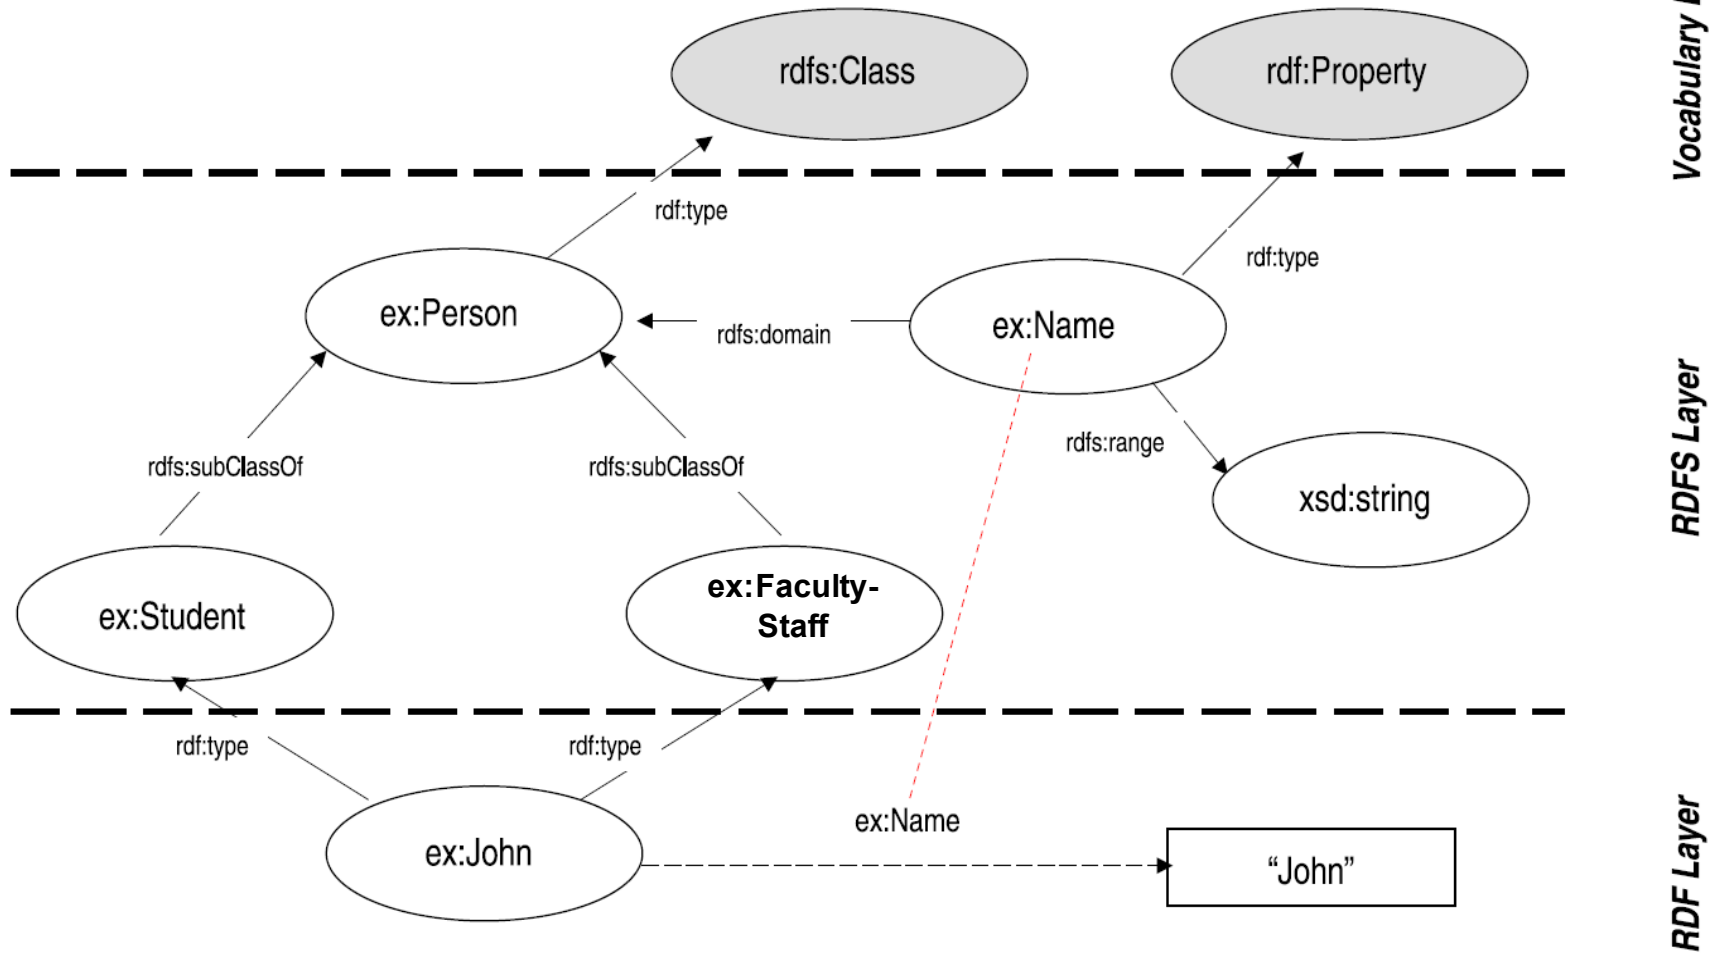 rdfs:Class
rdf:Property
Vocabulary
rdf:type
rdf:type
ex:Person
rdfs:domain
ex:Name
rdfs:range
RDFS Layer
rdfs:subClassOf
rdfs:subClassOf
xsd:string
ex:Student
ex:Faculty-
Staff
rdf:type
rdf:type
ex:Name
ex:John
“John”
RDF Layer